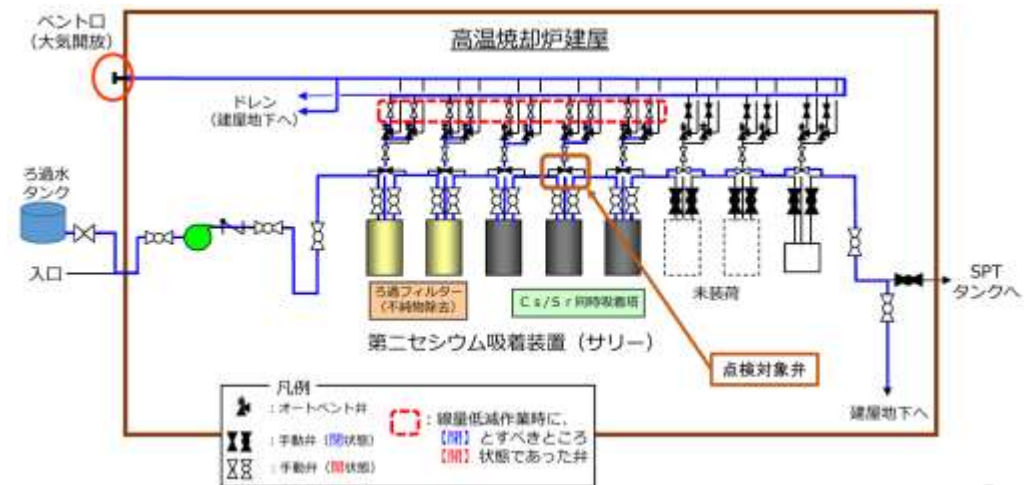 ベント口
(大気開放)
高温焼却炉建屋
ドレン
(建屋地下へ)
ろ過水
タンク
入口
ろ過フィルター
(不純物除去)
Cs/Sr同時吸着塔
未装荷
SPT
タンクへ
第二セシウム吸着装置(サリー)
点検対象弁
建屋地下へ
凡例
:オートベント弁
:手動弁(閉状態)
:手動弁(開状態)
:線量低減作業時に、
【閉】とすべきところ
【開】状態であった弁